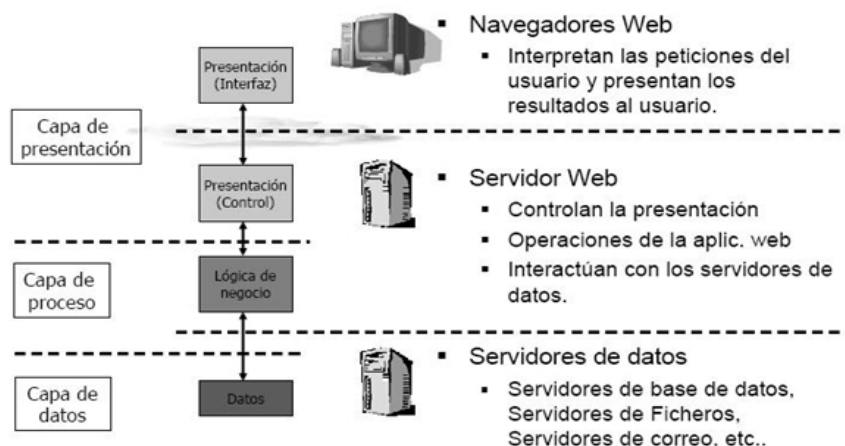 Navegadores Web
Interpretan las peticiones del
usuario y presentan los
resultados al usuario.
Presentación
(Interfaz)
Capa de
presentación
Presentación
(Control)
Servidor Web
Controlan la presentación
Operaciones de la aplic. web
Interactúan con los servidores de
datos.
Capa de
proceso
Lógica de
negocio
Servidores de datos
Servidores de base de datos,
Servidores de Ficheros,
Servidores de correo, etc..
Capa de
datos
Datos